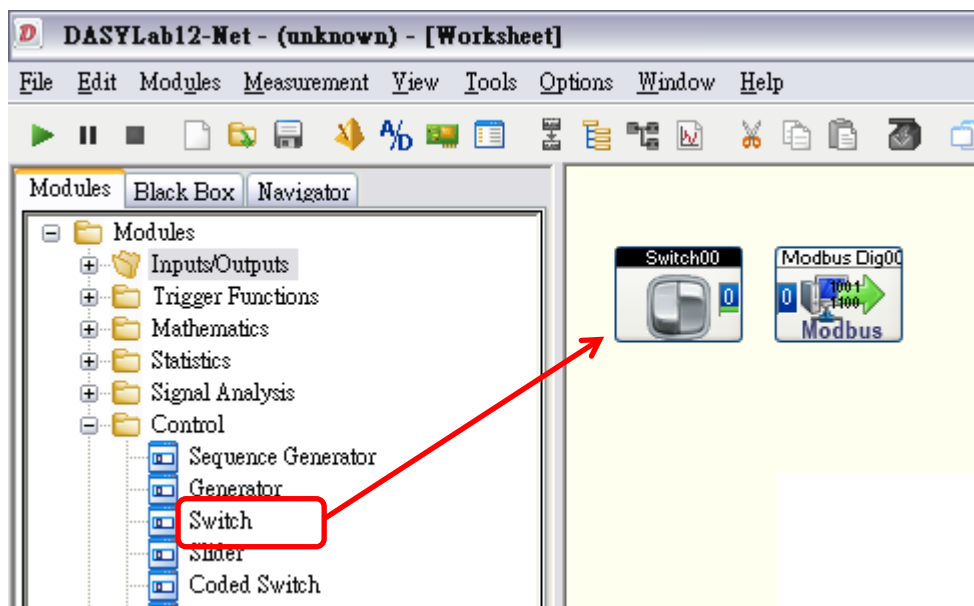 DASYLab12-Net - (unknown) - [Worksheet]
File Edit Modules Measurement View Tools Options Window Help
Modules Black Box Navigator
Modules
Inputs/Outputs
Trigger Functions
Mathematics
Statistics
Signal Analysis
Control
Sequence Generator
Generator
Switch
Slider
Coded Switch
Switch00
0
Modbus Dig00
0
Modbus